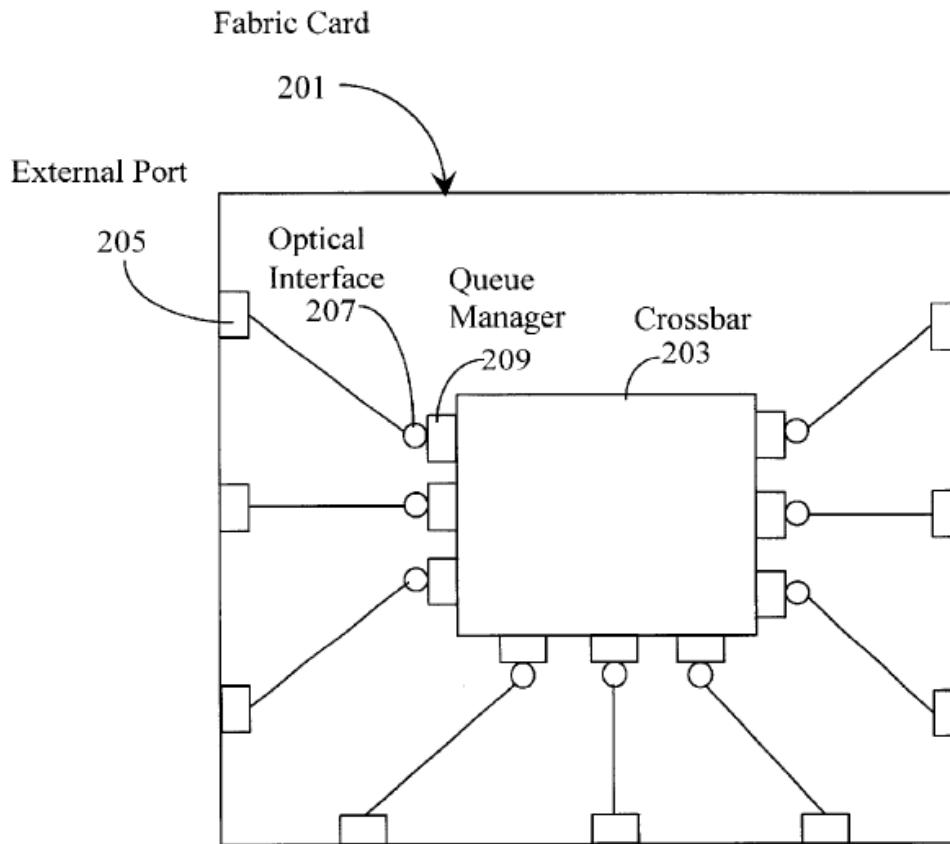 Fabric Card
201
External Port
205
Optical
Interface
207
Queue
Manager
209
Crossbar
203